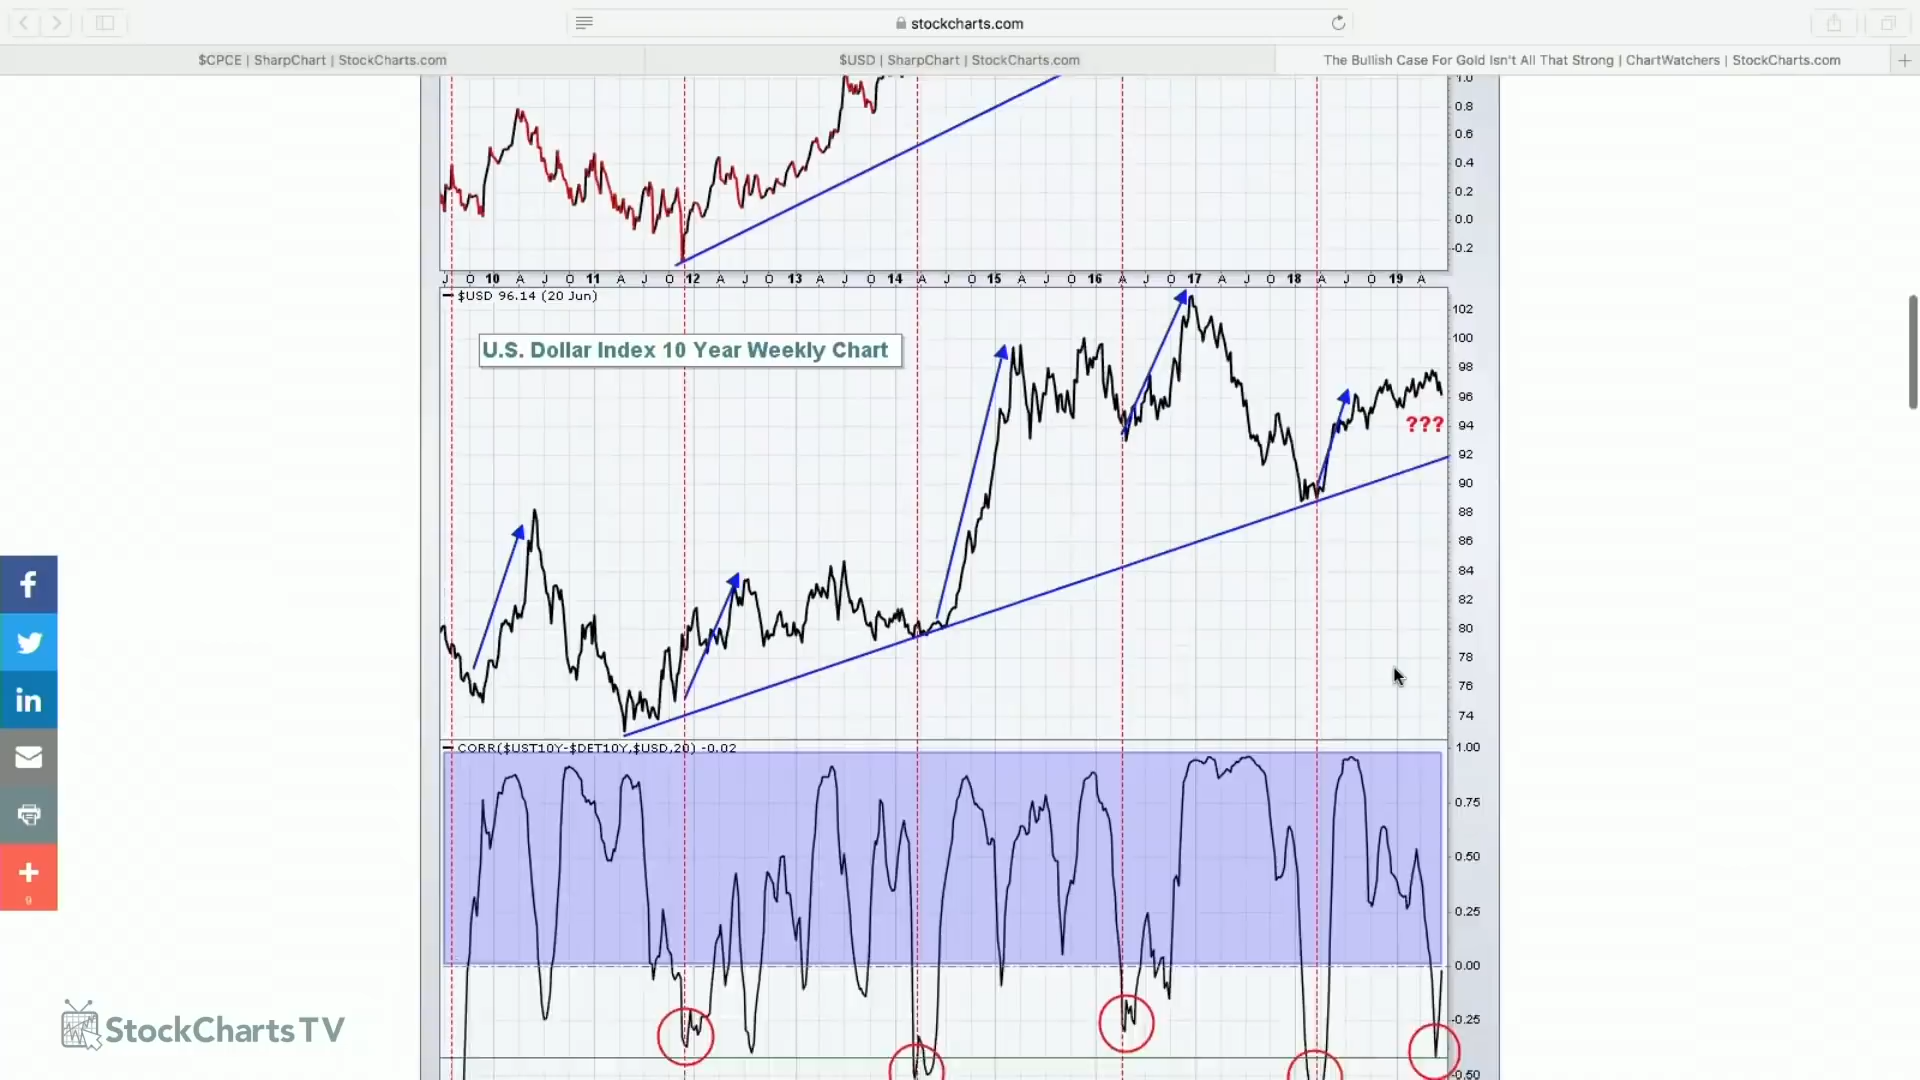 stockcharts.com
$CPCE | SharpChart | StockCharts.com
$USD | SharpChart | StockCharts.com
The Bullish Case For Gold Isn't All That Strong | ChartWatchers | StockCharts.com
1.0
0.8
0.6
0.4
0.2
0.0
-0.2
J O 10 A J O 11 A J O 12 A J O 13 A J O 14 A J O 15 A J O 16 A J O 17 A J O 18 A J O 19 A
$USD 96.14 (20 Jun)
U.S. Dollar Index 10 Year Weekly Chart
102
100
98
96
94
92
90
88
86
84
82
80
78
76
74
???
CORR($UST10Y-$DET10Y,$USD,20) -0.02
1.00
0.75
0.50
0.25
0.00
-0.25
-0.50
f
in
+
9
StockChartsTV